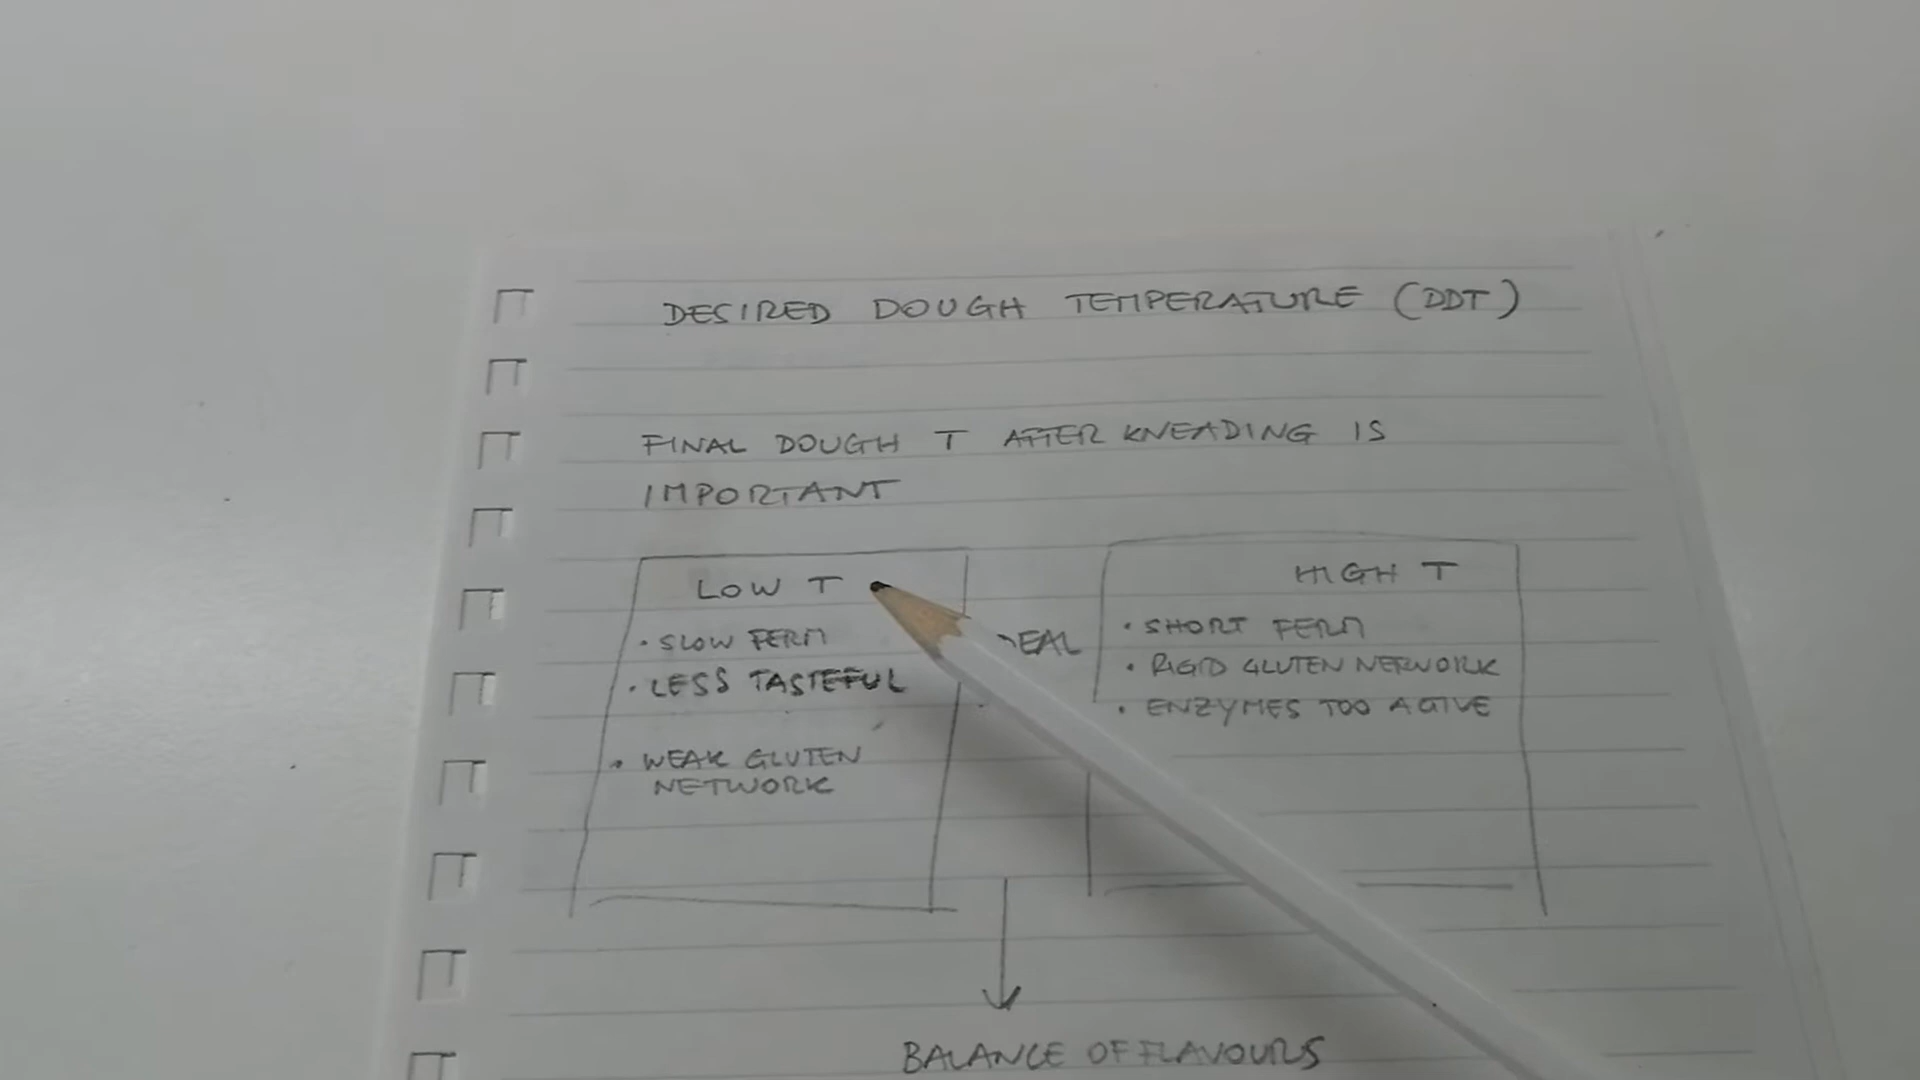 DESIRED DOUGH TEMPERATURE (DDT)
FINAL DOUGH T AFTER KNEADING IS
IMPORTANT
LOW T
• SLOW FERM
• LESS TASTEFUL
• WEAK GLUTEN
NETWORK
HIGH T
• SHORT FERM
• RIGID GLUTEN NETWORK
• ENZYMES TOO ACTIVE
BALANCE OF FLAVOURS